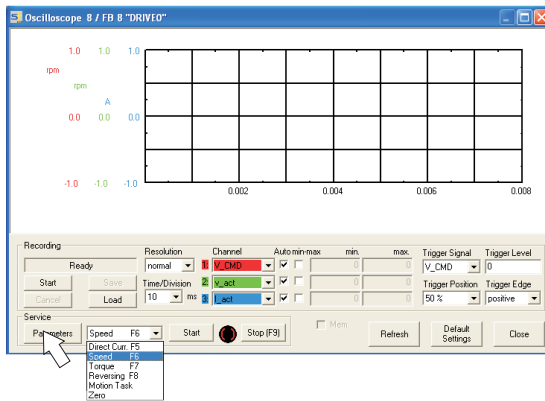 Oscilloscope 8 / FB 8 "DRIVE0"
1.0 1.0 1.0
rpm
rpm
A
0.0 0.0 0.0
-1.0 -1.0 -1.0
0.002 0.004 0.006 0.008
Recording
Ready
Start Save
Cancel Load
Resolution
normal
Time/Division
10 ms
Channel Auto min-max min. max.
1: V_CMD 0 0
2: v_act 0 0
3: I_act 0 0
Trigger Signal Trigger Level
V_CMD 0
Trigger Position Trigger Edge
50 % positive
Service
Parameters Speed F6 Start Stop (F9) Mem Refresh Default Settings Close
Direct Curr. F5
Speed F6
Torque F7
Reversing F8
Motion Task
Zero